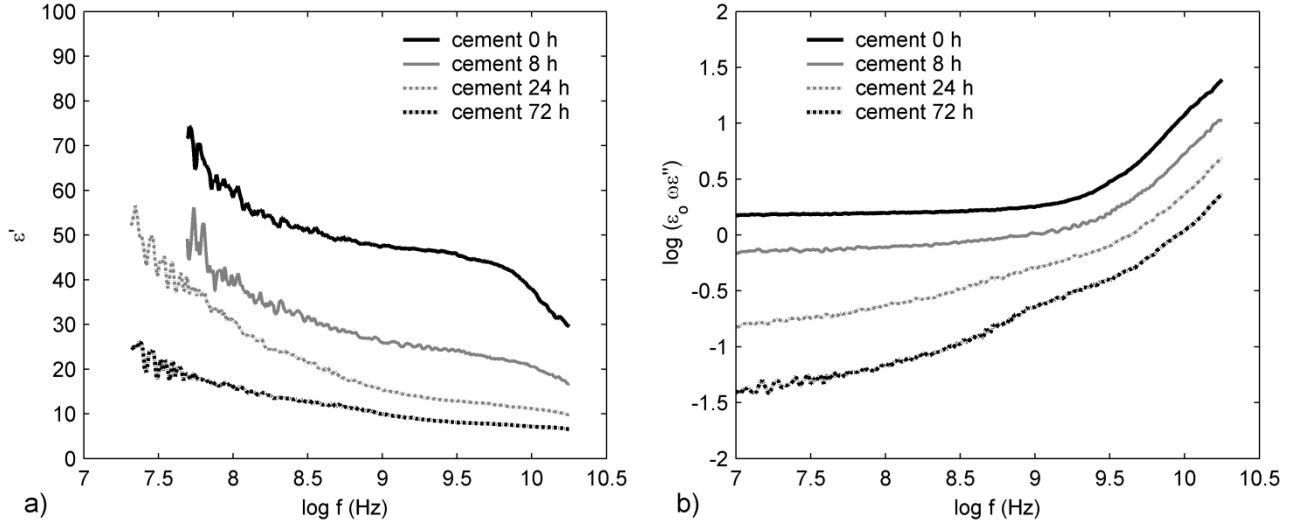 100
90
80
70
60
50
40
30
20
10
0
ε'
7
7.5
8
8.5
9
9.5
10
10.5
log f (Hz)
cement 0 h
cement 8 h
cement 24 h
cement 72 h
a)
2
1.5
1
0.5
0
-0.5
-1
-1.5
-2
log (ε₀ ωε")
7
7.5
8
8.5
9
9.5
10
10.5
log f (Hz)
cement 0 h
cement 8 h
cement 24 h
cement 72 h
b)